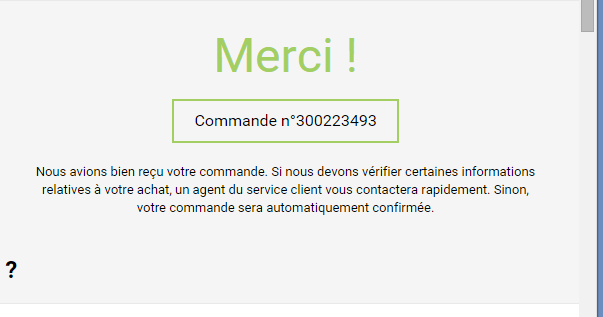 Merci !
Commande n°300223493
Nous avions bien reçu votre commande. Si nous devons vérifier certaines informations
relatives à votre achat, un agent du service client vous contactera rapidement. Sinon,
votre commande sera automatiquement confirmée.
?